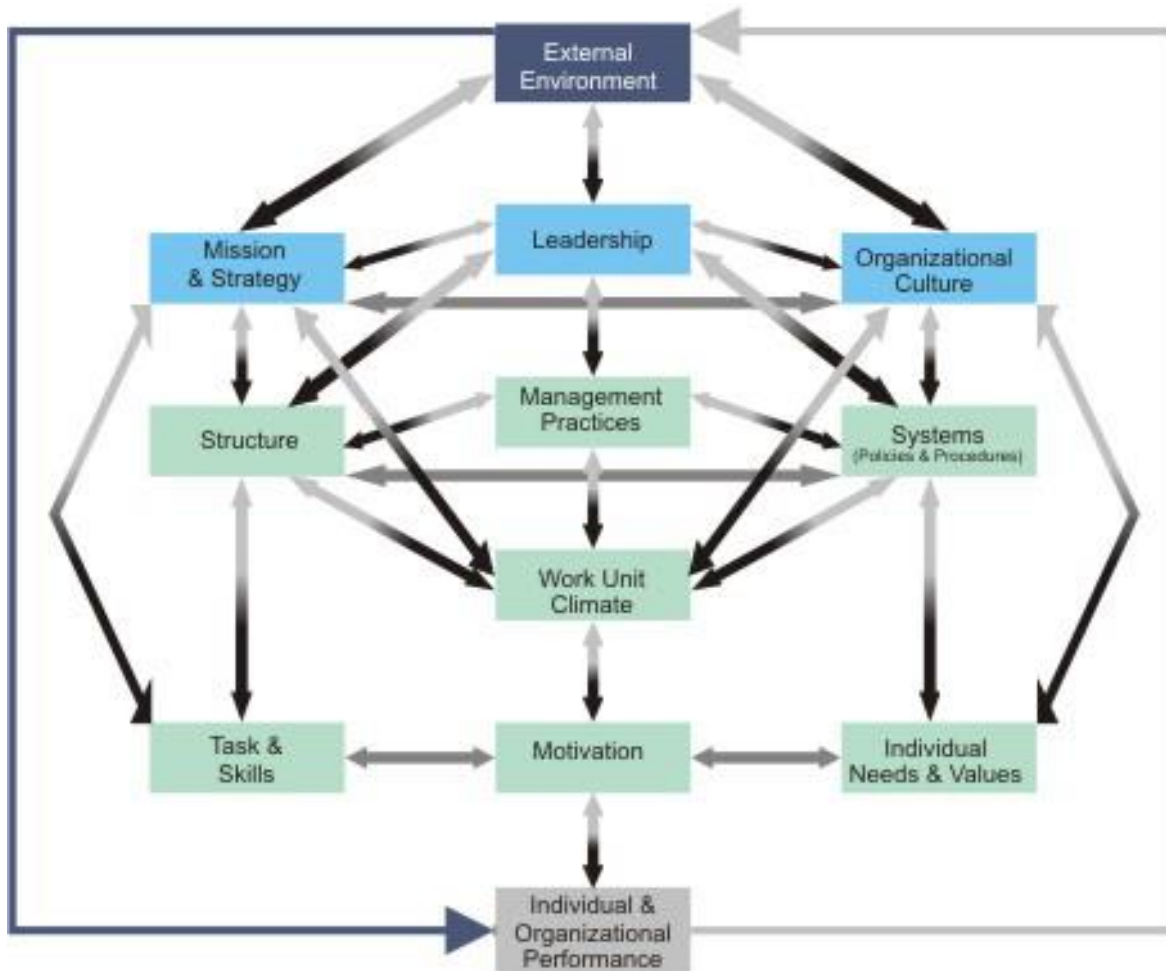 External
Environment
Mission
& Strategy
Leadership
Organizational
Culture
Structure
Management
Practices
Systems
(Policies & Procedures)
Work Unit
Climate
Task &
Skills
Motivation
Individual
Needs & Values
Individual &
Organizational
Performance